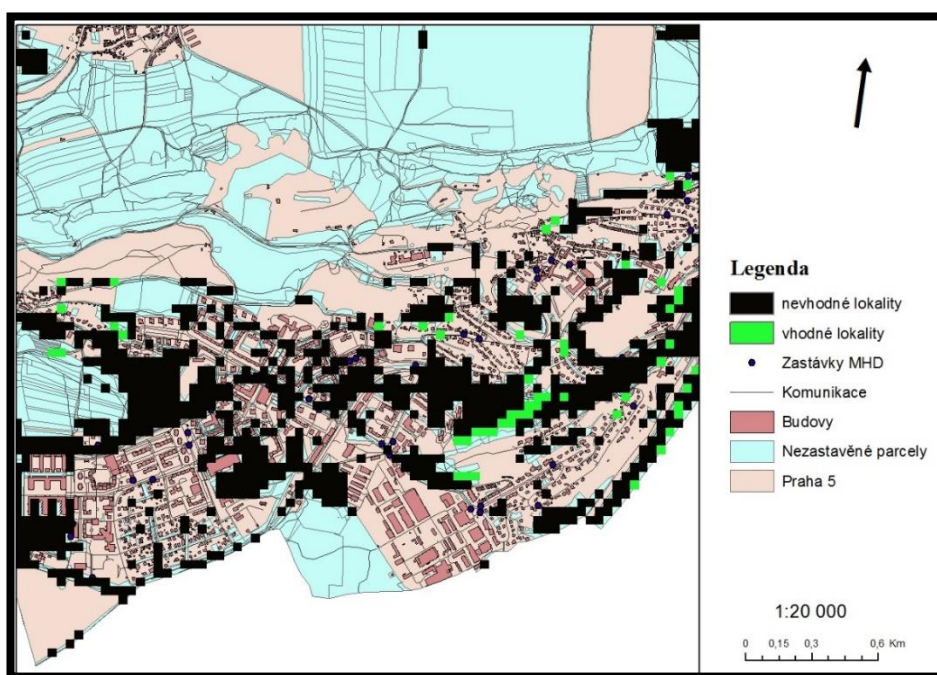 Legenda
nevhodné lokality
vhodné lokality
Zastávky MHD
Komunikace
Budovy
Nezastavěné parcely
Praha 5
1:20 000
0 0,15 0,3 0,6 Km